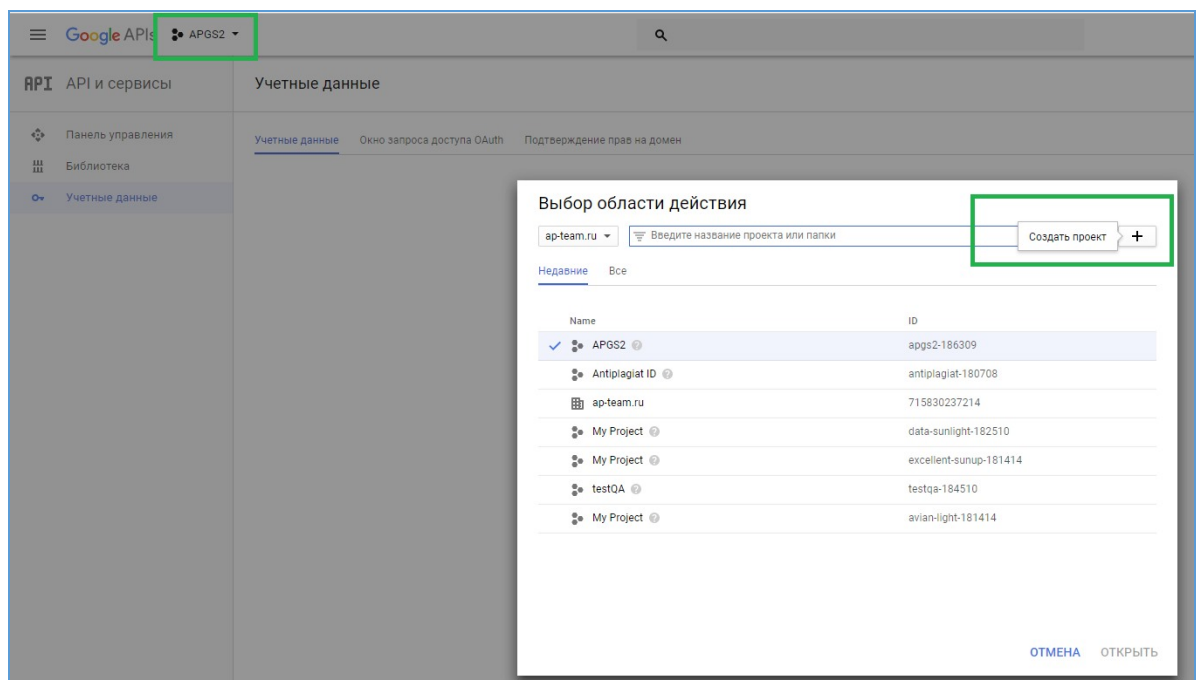 Google APIs APGS2
API API и сервисы
Учетные данные
Панель управления
Библиотека
Учетные данные
Учетные данные Окно запроса доступа OAuth Подтверждение прав на домен
Выбор области действия
ap-team.ru Введите название проекта или папки Создать проект +
Недавние Все
Name ID
APGS2 apgs2-186309
Antiplagiat ID antiplagiat-180708
ap-team.ru 715830237214
My Project data-sunlight-182510
My Project excellent-sunup-181414
testQA testqa-184510
My Project avian-light-181414
ОТМЕНА ОТКРЫТЬ